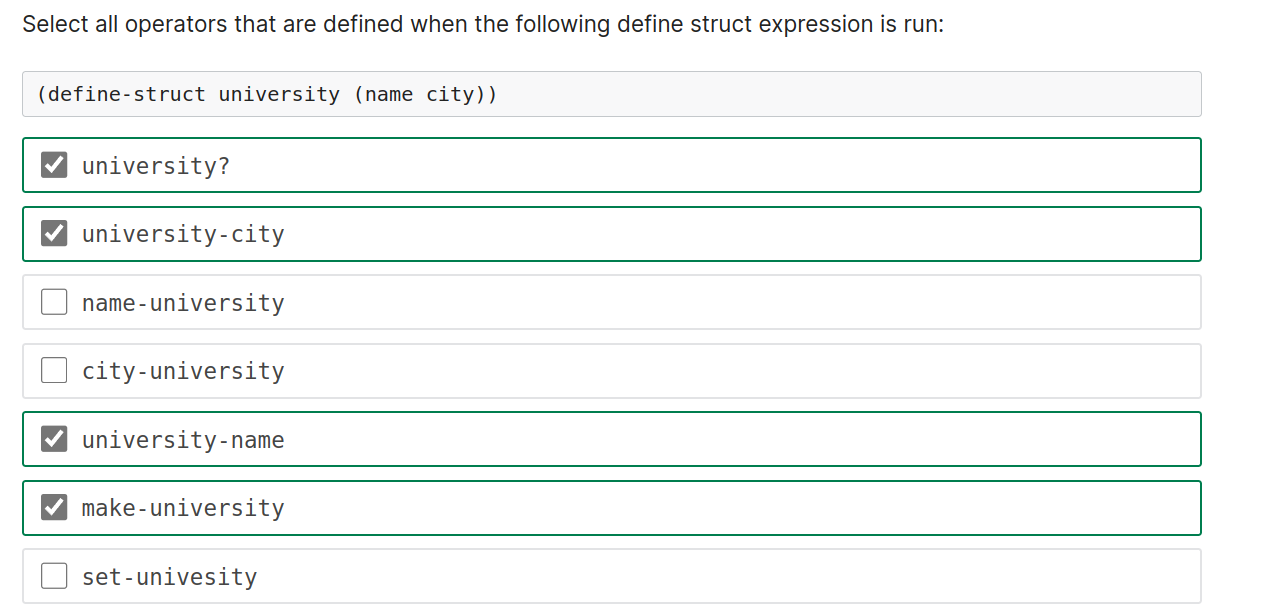 Select all operators that are defined when the following define struct expression is run:
(define-struct university (name city))
university?
university-city
name-university
city-university
university-name
make-university
set-univesity